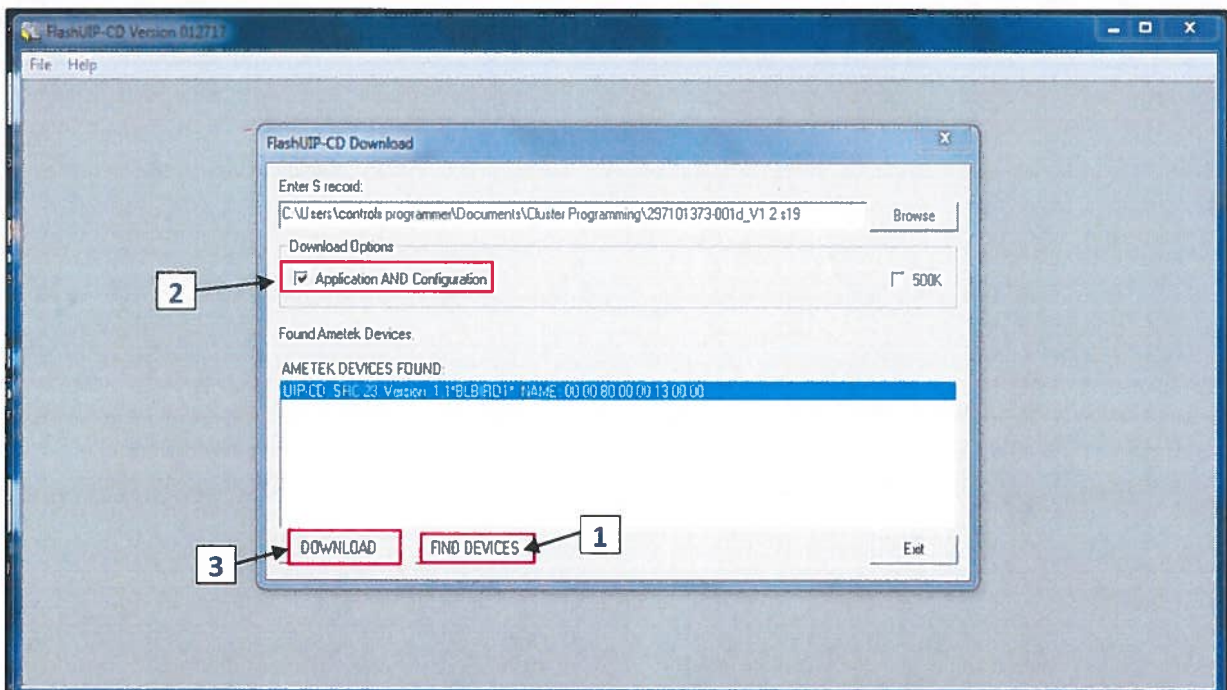 FlashUIP-CD Version 012717
File Help
FlashUIP-CD Download
Enter S record:
C:\Users\controls programmer\Documents\Cluster Programming\297101373-001d_V1 2 s19
Browse
Download Options
2
Application AND Configuration
500K
Found Ametek Devices.
AMETEK DEVICES FOUND:
UIP-CD SRC 23 Version 1.1*BLBIRD1* NAME: 00 00 80 00 00 13 00 00
DOWNLOAD
FIND DEVICES
1
Exit
3